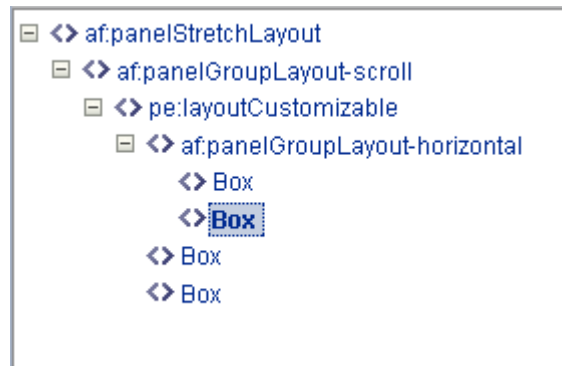 af:panelStretchLayout
af:panelGroupLayout-scroll
pe:layoutCustomizable
af:panelGroupLayout-horizontal
Box
Box
Box
Box